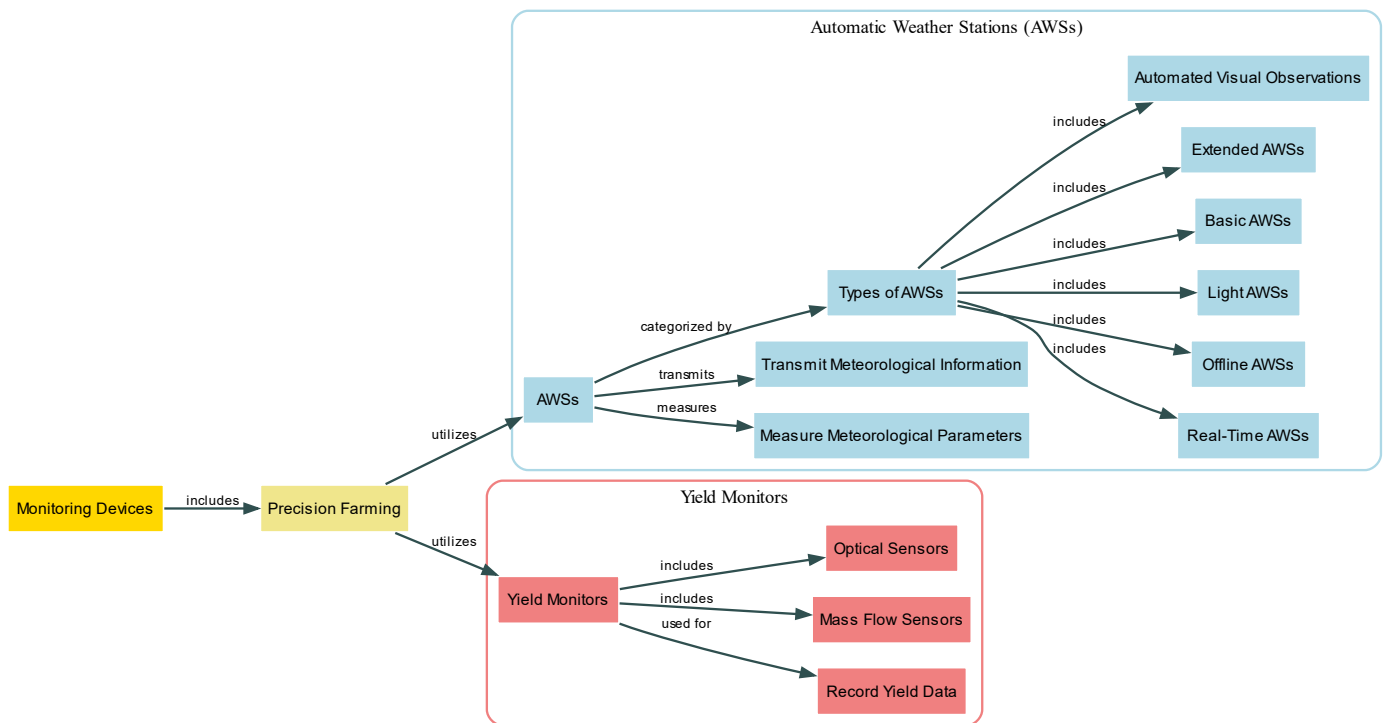 Automatic Weather Stations (AWSs)
Automated Visual Observations
includes
Extended AWSs
includes
Basic AWSs
includes
Types of AWSs
includes
Light AWSs
categorized by
includes
Offline AWSs
includes
Transmit Meteorological Information
transmits
AWSs
measures
Measure Meteorological Parameters
Real-Time AWSs
utilizes
Monitoring Devices
includes
Precision Farming
Yield Monitors
utilizes
Optical Sensors
includes
Yield Monitors
includes
Mass Flow Sensors
used for
Record Yield Data